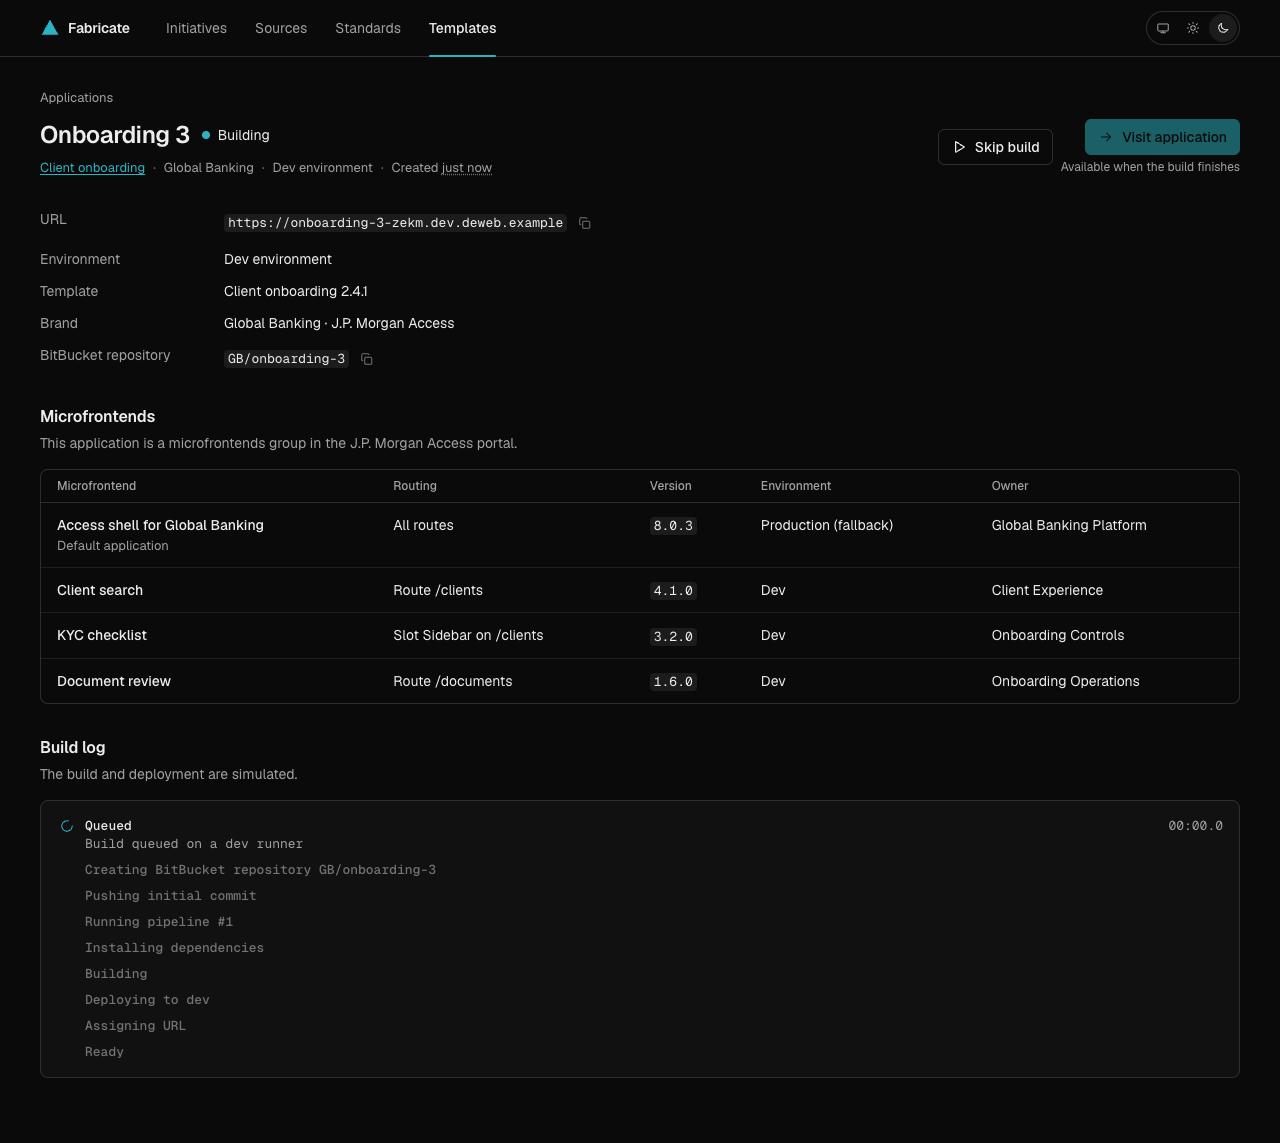 Fabricate Initiatives Sources Standards Templates
Applications
Onboarding 3 Building
Skip build
Visit application
Available when the build finishes
Client onboarding · Global Banking · Dev environment · Created just now
URL https://onboarding-3-zekm.dev.deweb.example
Environment Dev environment
Template Client onboarding 2.4.1
Brand Global Banking · J.P. Morgan Access
BitBucket repository GB/onboarding-3
Microfrontends
This application is a microfrontends group in the J.P. Morgan Access portal.
Microfrontend Routing Version Environment Owner
Access shell for Global Banking All routes 8.0.3 Production (fallback) Global Banking Platform
Default application
Client search Route /clients 4.1.0 Dev Client Experience
KYC checklist Slot Sidebar on /clients 3.2.0 Dev Onboarding Controls
Document review Route /documents 1.6.0 Dev Onboarding Operations
Build log
The build and deployment are simulated.
Queued 00:00.0
Build queued on a dev runner
Creating BitBucket repository GB/onboarding-3
Pushing initial commit
Running pipeline #1
Installing dependencies
Building
Deploying to dev
Assigning URL
Ready